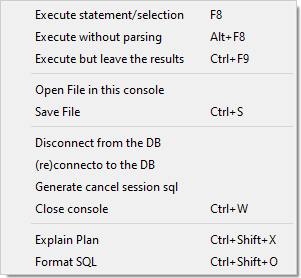 Execute statement/selection F8
Execute without parsing Alt+F8
Execute but leave the results Ctrl+F9
Open File in this console
Save File Ctrl+S
Disconnect from the DB
(re)connecto to the DB
Generate cancel session sql
Close console Ctrl+W
Explain Plan Ctrl+Shift+X
Format SQL Ctrl+Shift+O